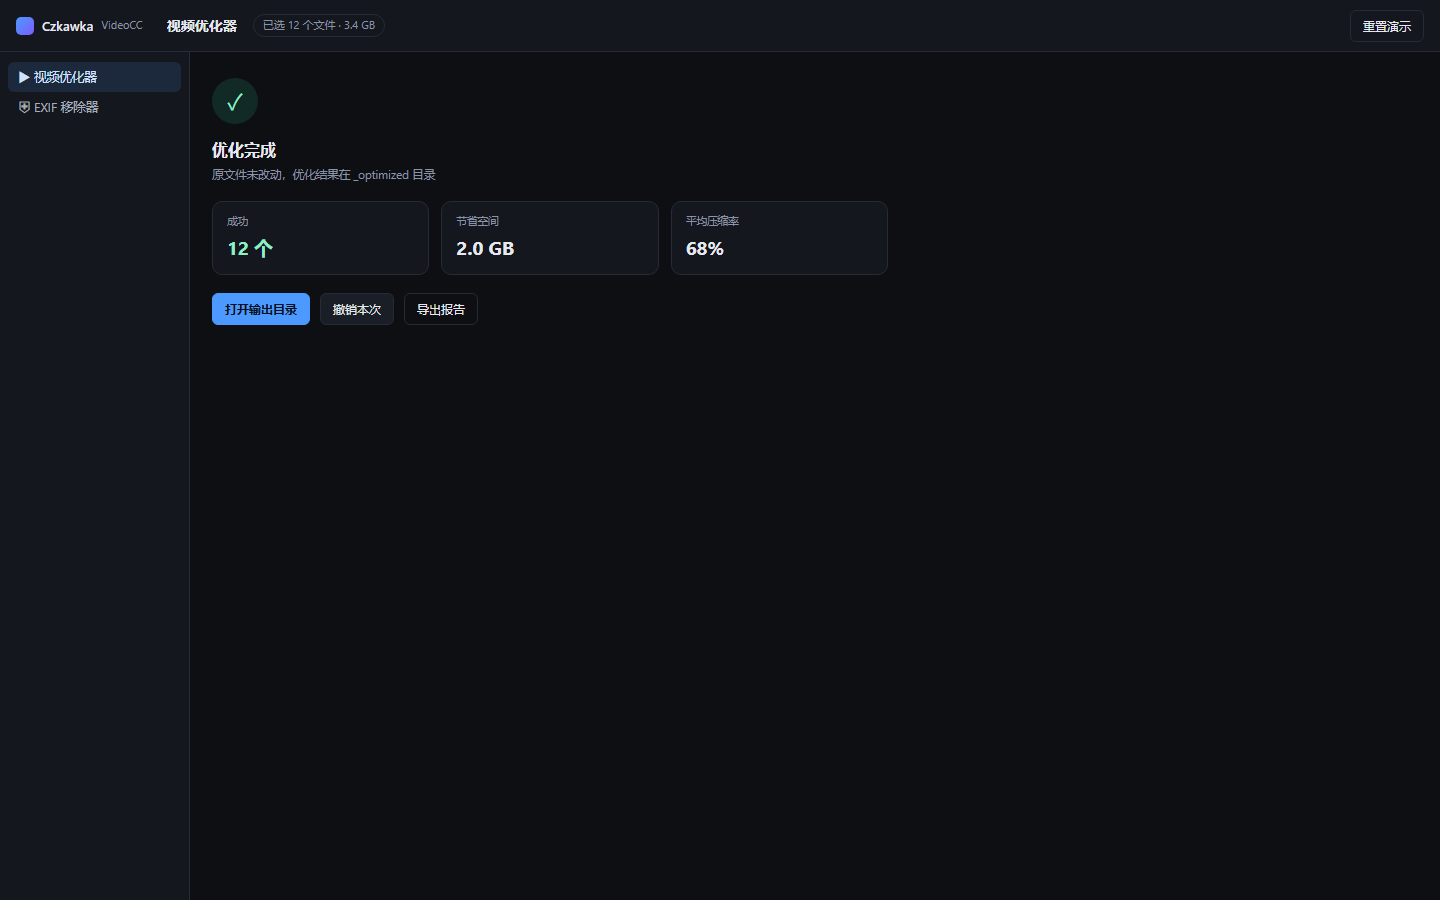 Czkawka VideoCC 视频优化器 已选 12 个文件 · 3.4 GB 重置演示
▶ 视频优化器
EXIF 移除器
✓
优化完成
原文件未改动，优化结果在 _optimized 目录
成功 节省空间 平均压缩率
12 个 2.0 GB 68%
打开输出目录 撤销本次 导出报告